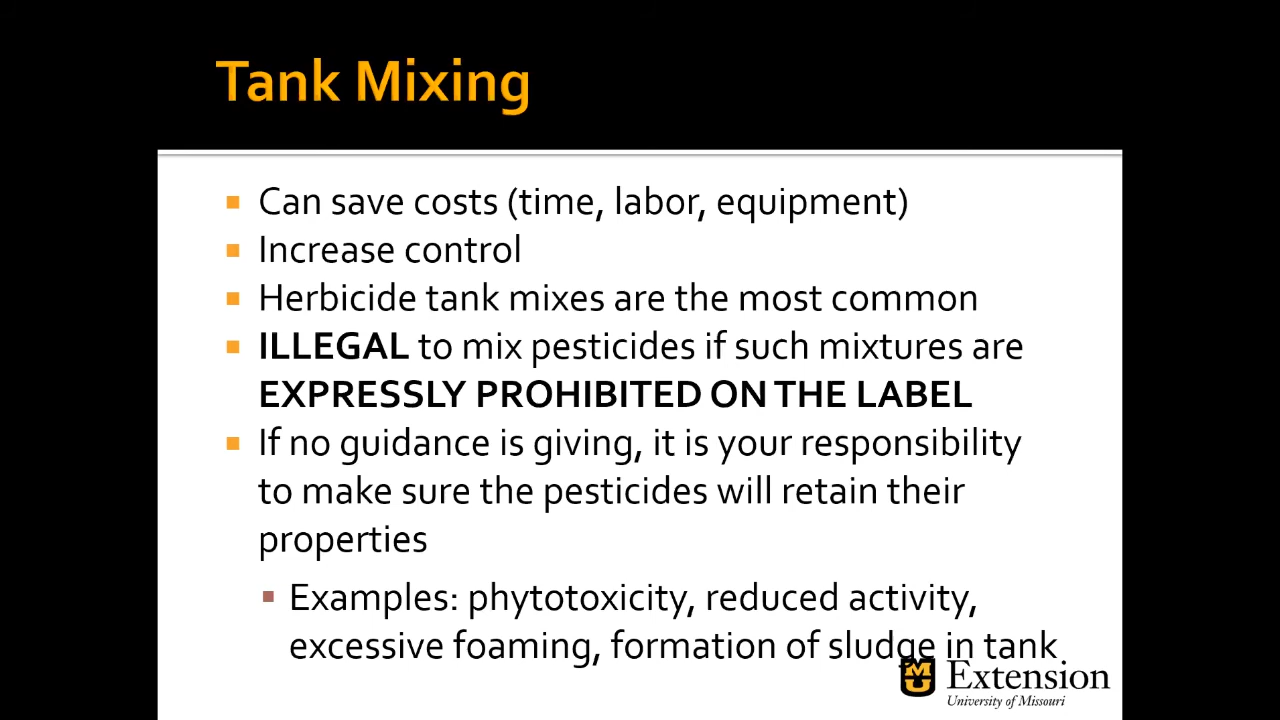 Tank Mixing
Can save costs (time, labor, equipment)
Increase control
Herbicide tank mixes are the most common
ILLEGAL to mix pesticides if such mixtures are
EXPRESSLY PROHIBITED ON THE LABEL
If no guidance is giving, it is your responsibility
to make sure the pesticides will retain their
properties
Examples: phytotoxicity, reduced activity,
excessive foaming, formation of sludge in tank
MU Extension
University of Missouri